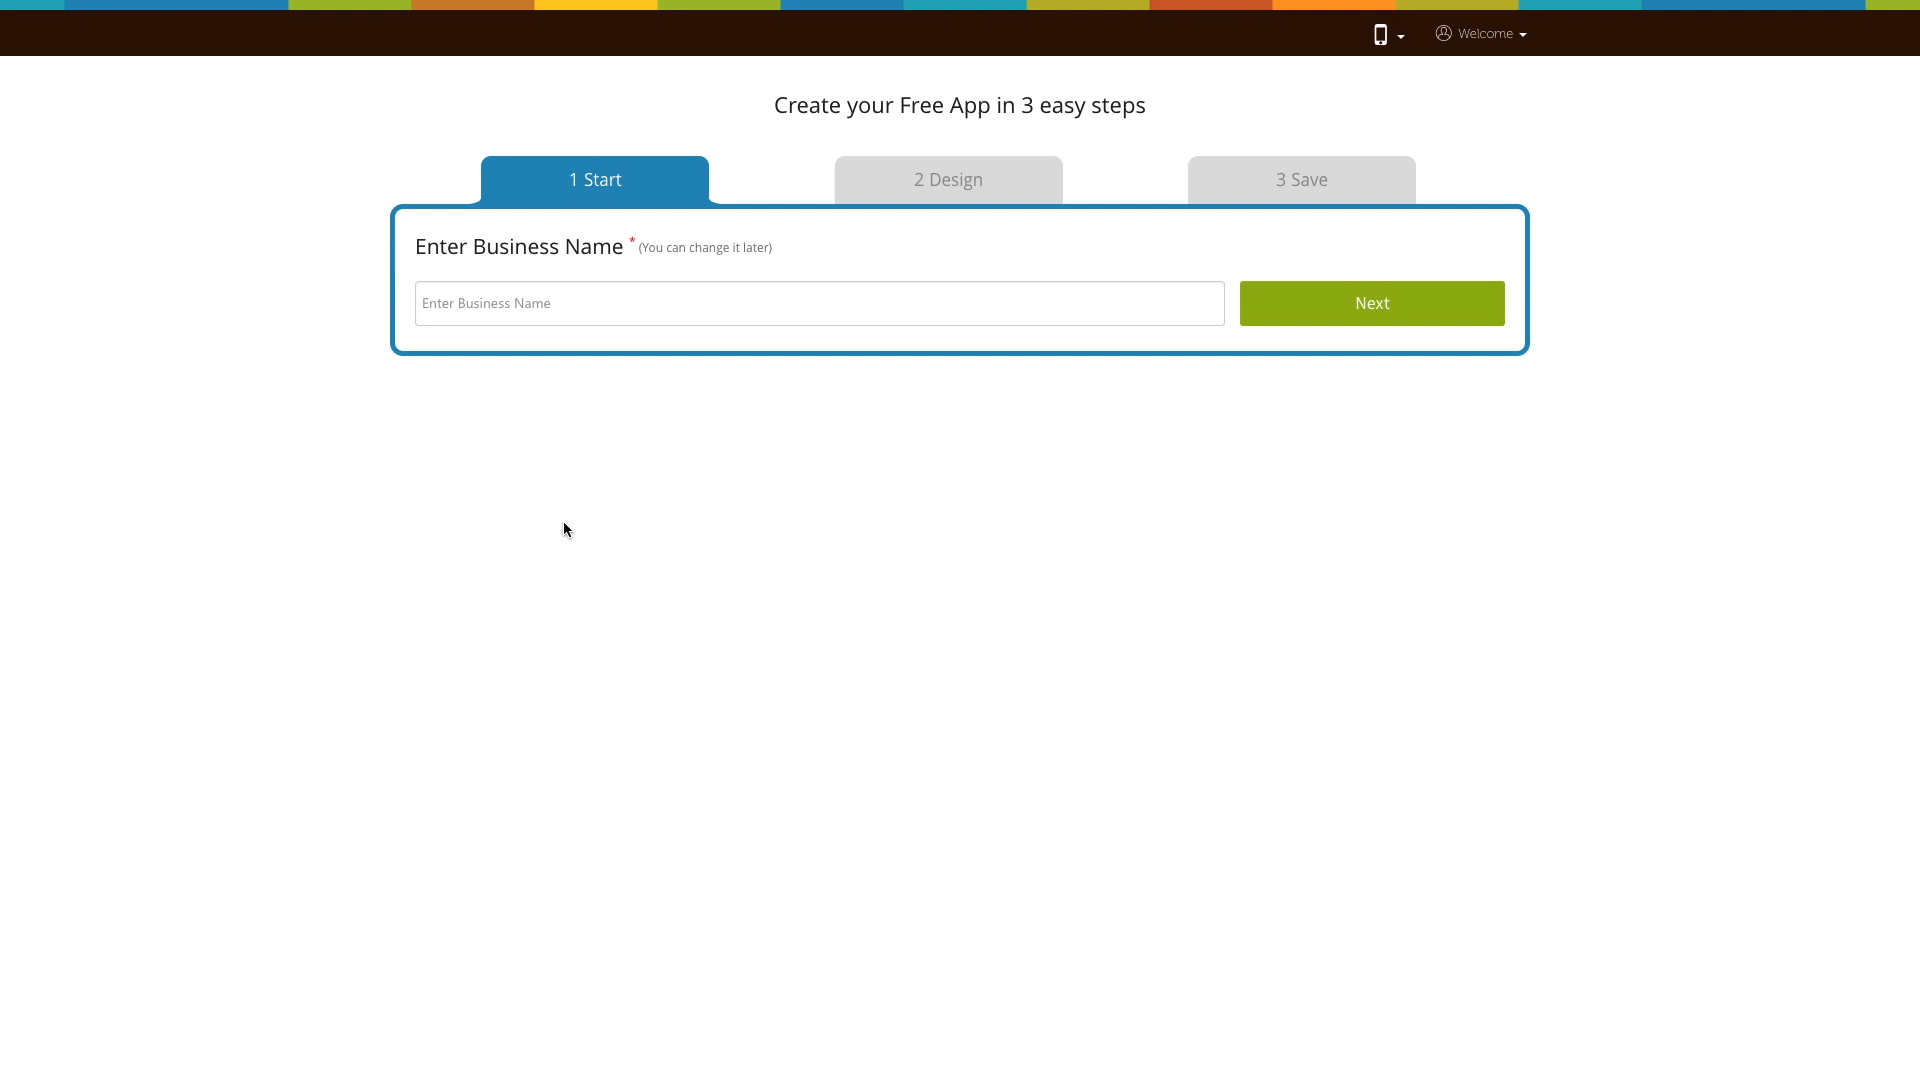 Welcome
Create your Free App in 3 easy steps
1 Start
2 Design
3 Save
Enter Business Name * (You can change it later)
Enter Business Name
Next